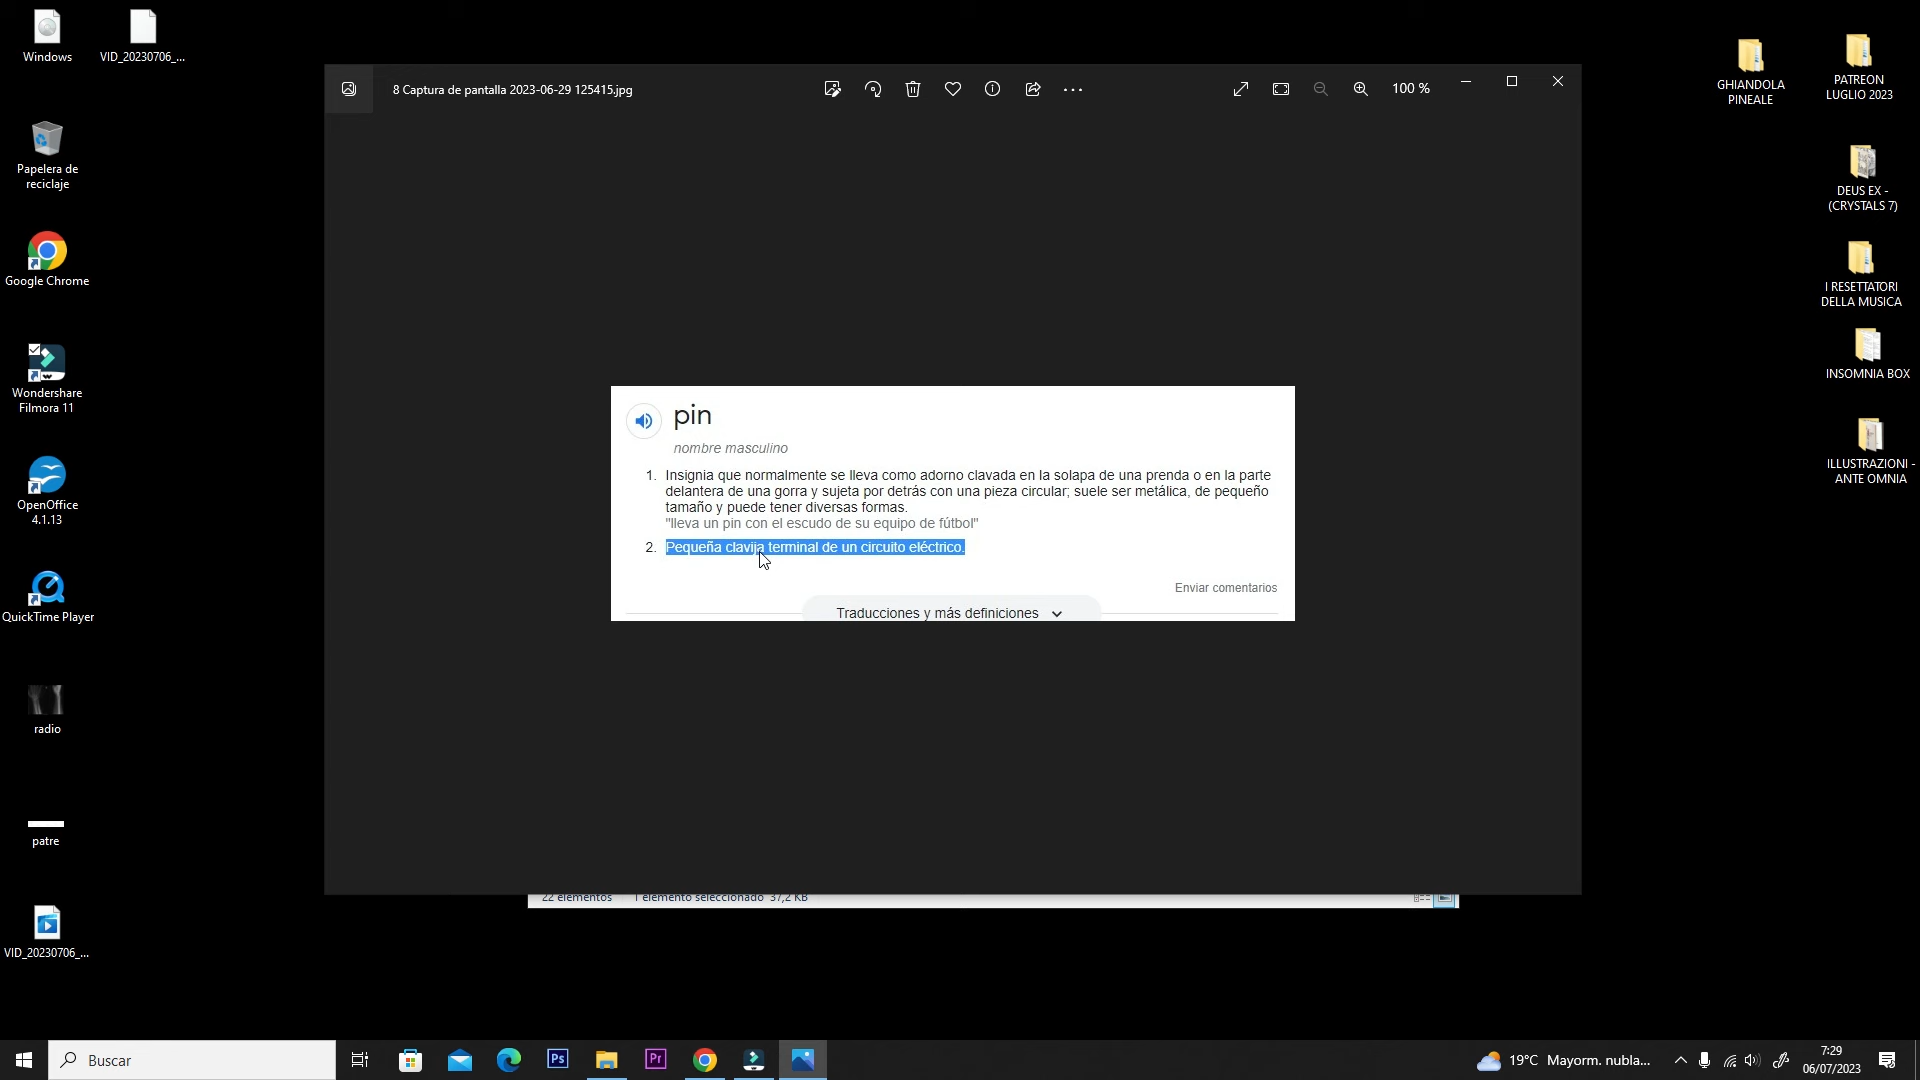 Windows
VID_20230706_...
Papelera de
reciclaje
Google Chrome
Wondershare
Filmora 11
OpenOffice
4.1.13
QuickTime Player
radio
patre
VID_20230706_...
8 Captura de pantalla 2023-06-29 125415.jpg
100 %
pin
nombre masculino
1. Insignia que normalmente se lleva como adorno clavada en la solapa de una prenda o en la parte
delantera de una gorra y sujeta por detrás con una pieza circular; suele ser metálica, de pequeño
tamaño y puede tener diversas formas.
"lleva un pin con el escudo de su equipo de fútbol"
2. Pequeña clavija terminal de un circuito eléctrico.
Enviar comentarios
Traducciones y más definiciones
22 elementos 1 elemento seleccionado 37,2 KB
GHIANDOLA
PINEALE
PATREON
LUGLIO 2023
DEUS EX -
(CRYSTALS 7)
I RESETTATORI
DELLA MUSICA
INSOMNIA BOX
ILLUSTRAZIONI -
ANTE OMNIA
Buscar
Ps
Pr
19°C Mayorm. nubla...
7:29
06/07/2023